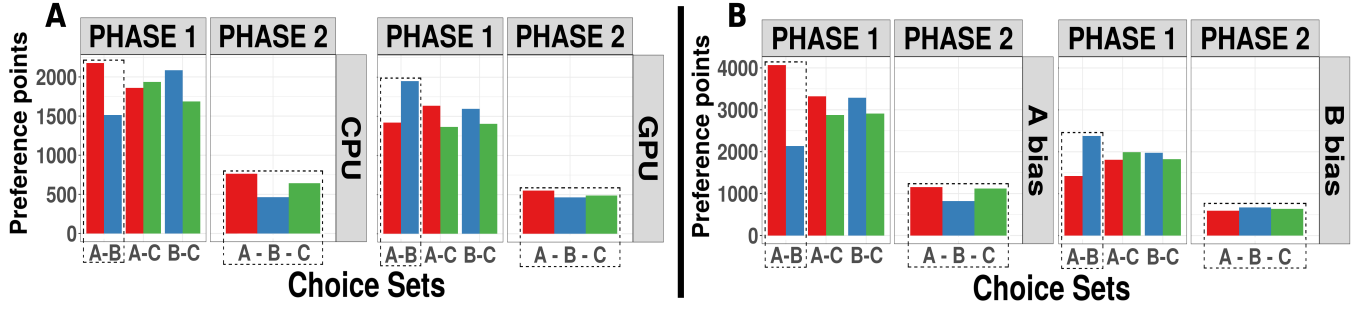 A
PHASE 1 PHASE 2 PHASE 1 PHASE 2
Preference points
2000
1500
1000
500
0
CPU
GPU
A-B A-C B-C A - B - C A-B A-C B-C A - B - C
Choice Sets
B
PHASE 1 PHASE 2 PHASE 1 PHASE 2
Preference points
4000
3000
2000
1000
0
A bias
B bias
A-B A-C B-C A - B - C A-B A-C B-C A - B - C
Choice Sets